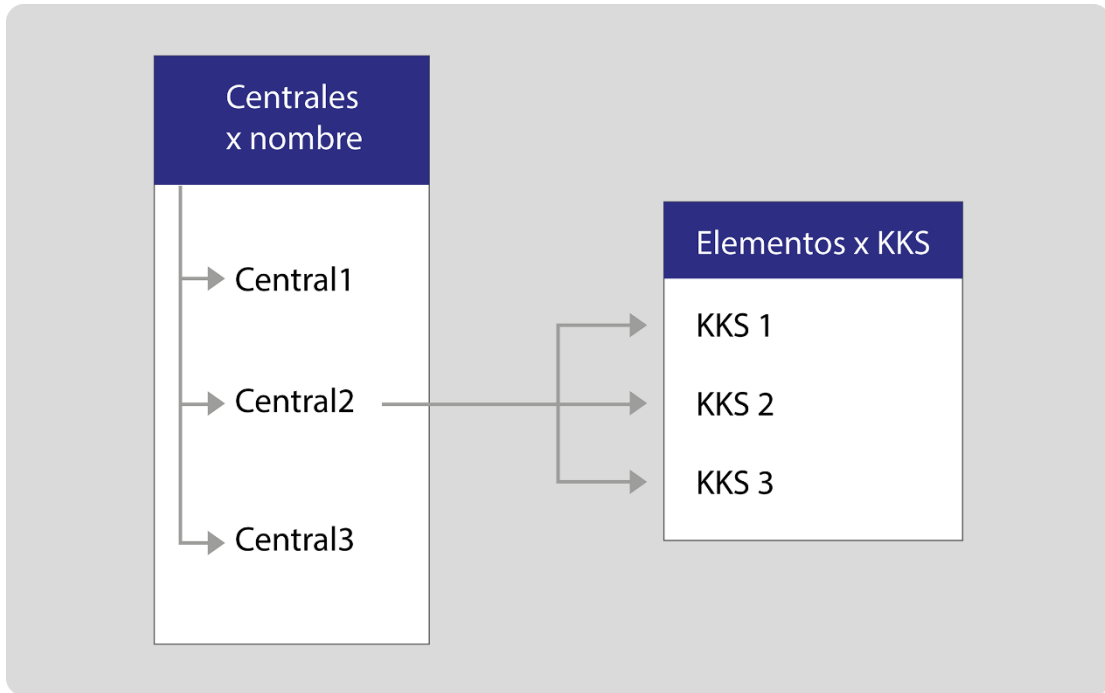 Centrales
x nombre
Central1
Central2
Central3
Elementos x KKS
KKS 1
KKS 2
KKS 3